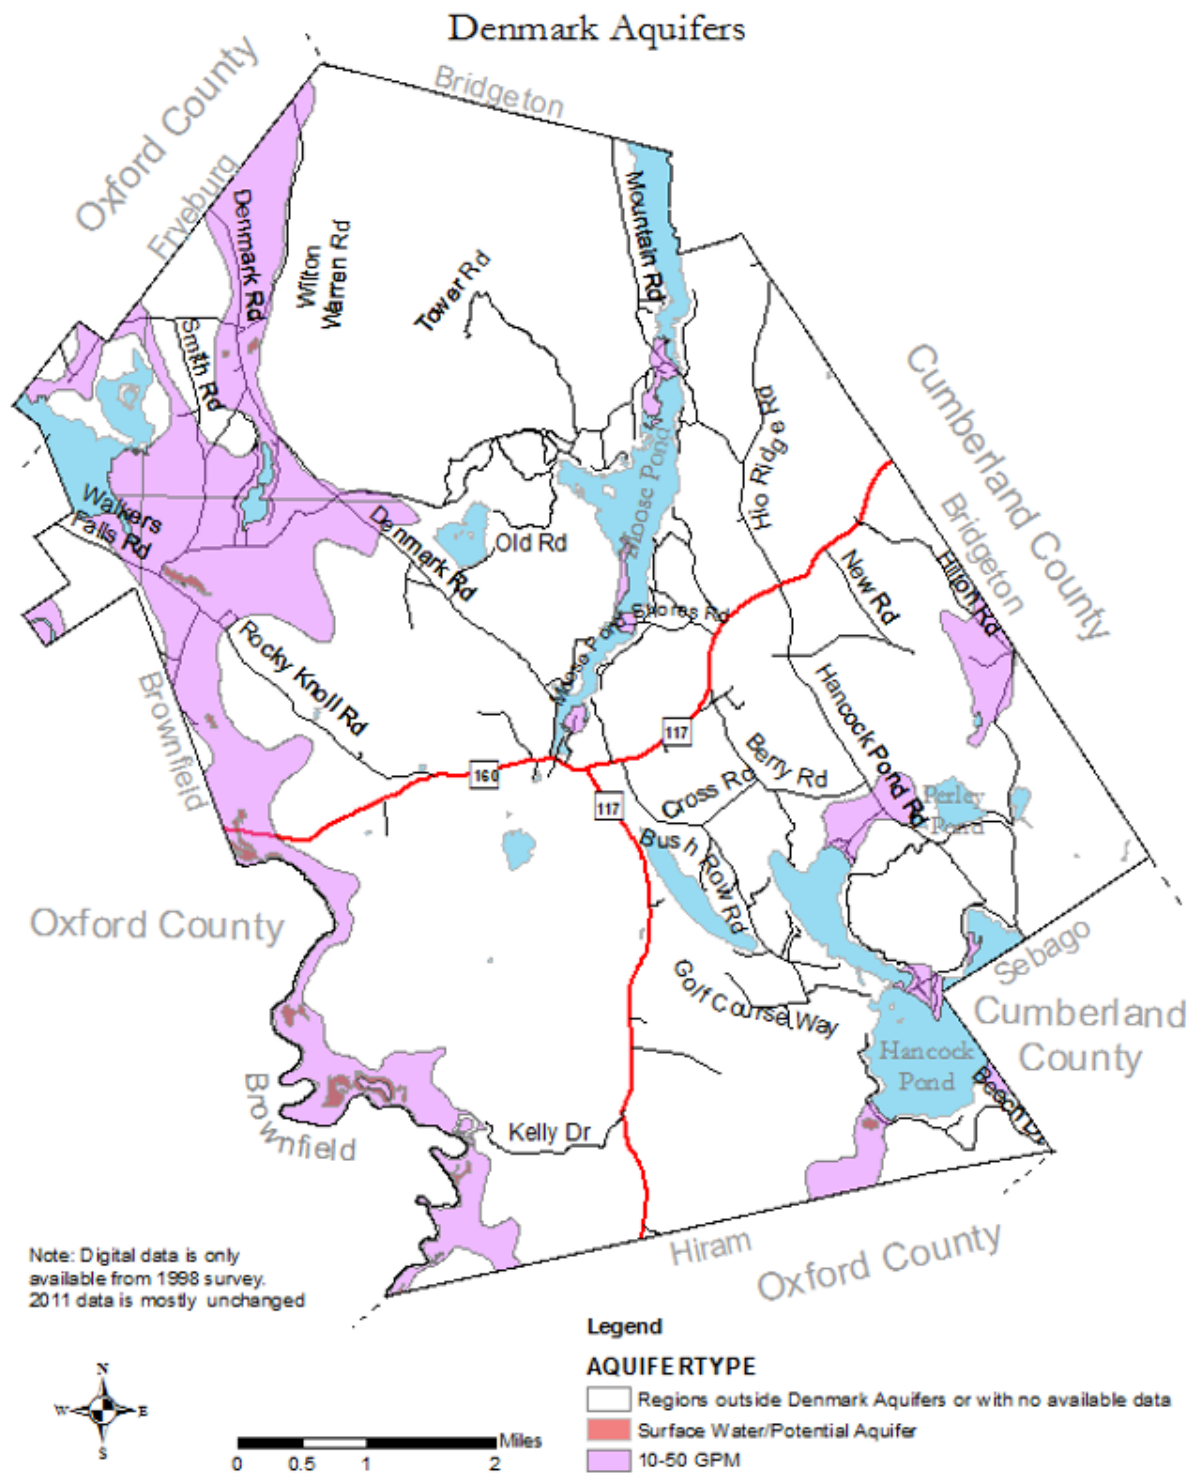 Denmark Aquifers
Oxford County
Bridgeton
Fryeburg
Denmark Rd
Wilton
Warren Rd
Mountain Rd
Tower Rd
Smith Rd
Cumberland County
Hio Ridge Rd
Moose Pond
Bridgeton
Walkers
Falls Rd
Denmark Rd
Old Rd
New Rd
Hilton Rd
Shores Rd
Moose Pond
Rocky Knoll Rd
Hancock Pond Rd
Brownfield
117
Berry Rd
160
117
Cross Rd
Perley
Pond
Bush Row Rd
Oxford County
Sebago
Golf Course Way
Cumberland
County
Hancock
Pond
Beech Dr
Brownfield
Kelly Dr
Hiram
Oxford County
Note: Digital data is only
available from 1998 survey.
2011 data is mostly unchanged
Legend
AQUIFERTYPE
Regions outside Denmark Aquifers or with no available data
Surface Water/Potential Aquifer
10-50 GPM
N
W E
S
Miles
0 0.5 1 2